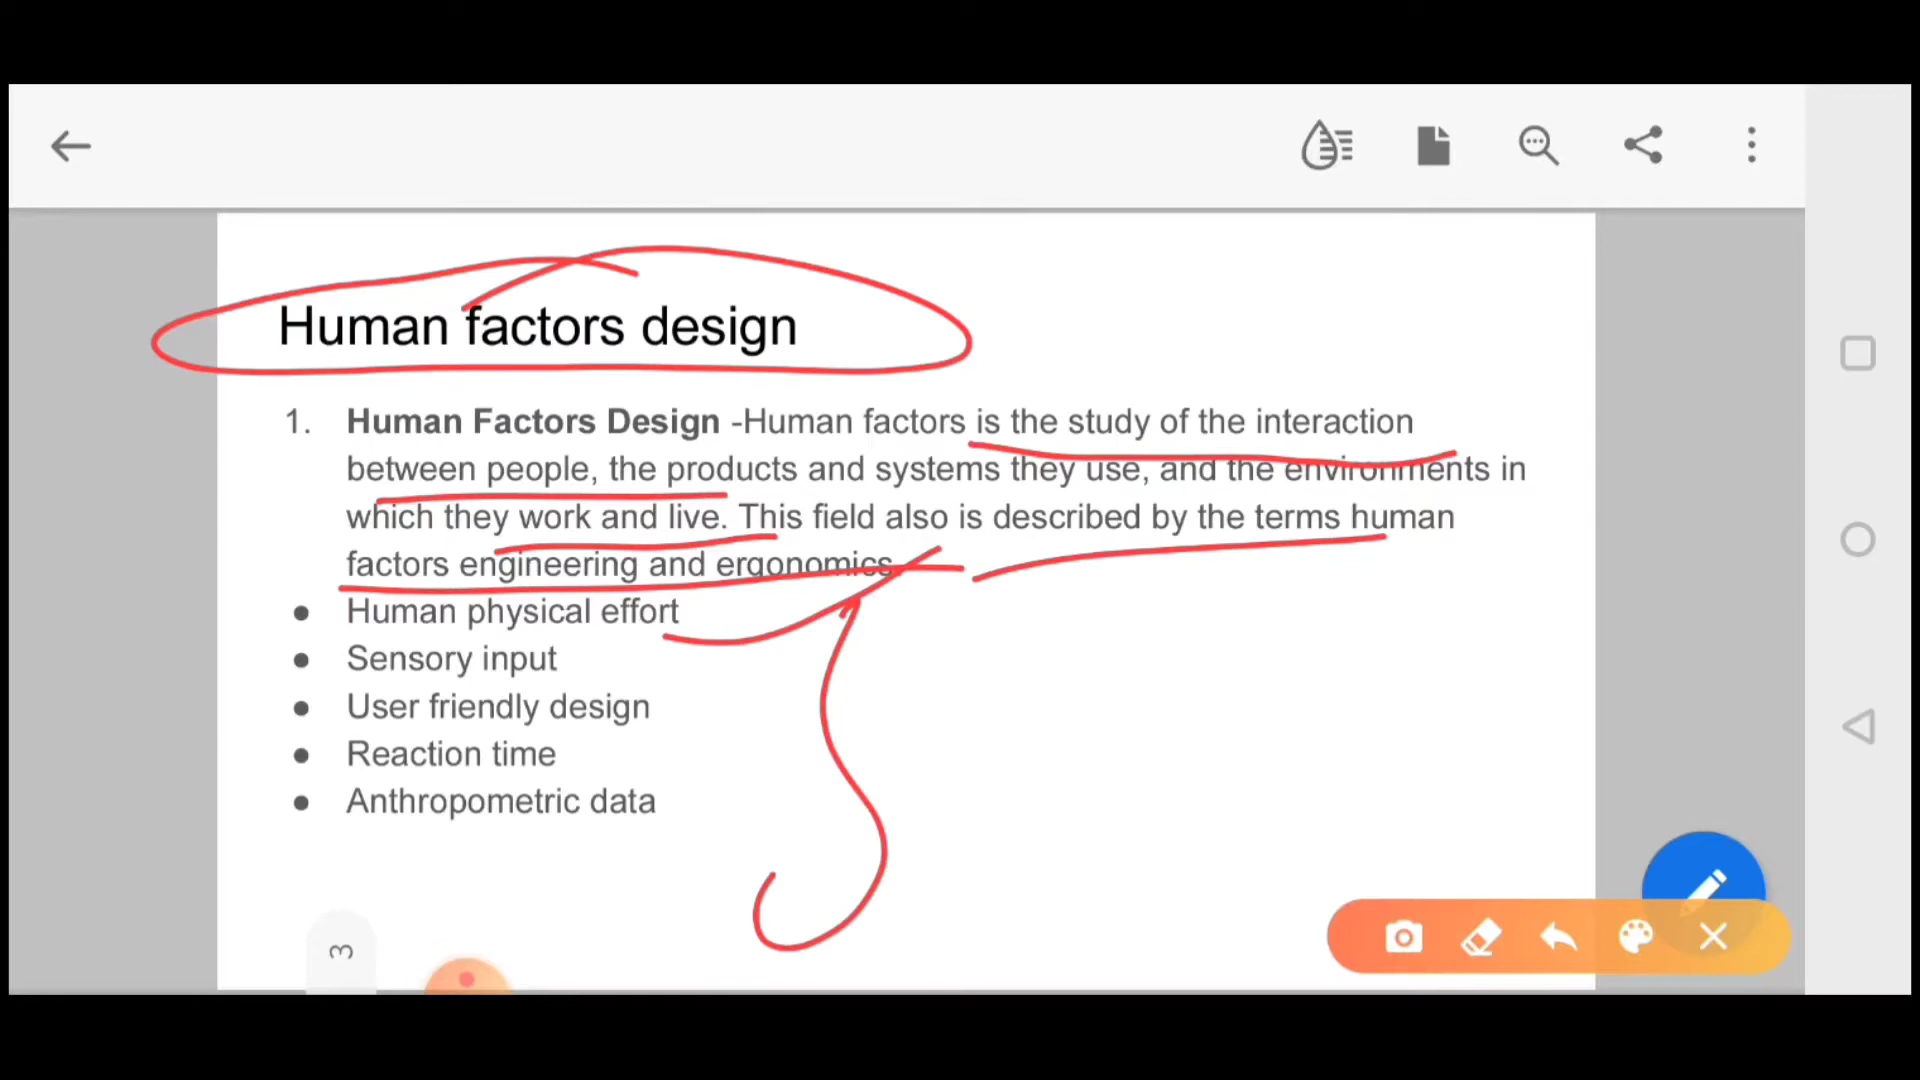 Human factors design
1. Human Factors Design -Human factors is the study of the interaction
between people, the products and systems they use, and the environments in
which they work and live. This field also is described by the terms human
factors engineering and ergonomics.
● Human physical effort
● Sensory input
● User friendly design
● Reaction time
● Anthropometric data
3